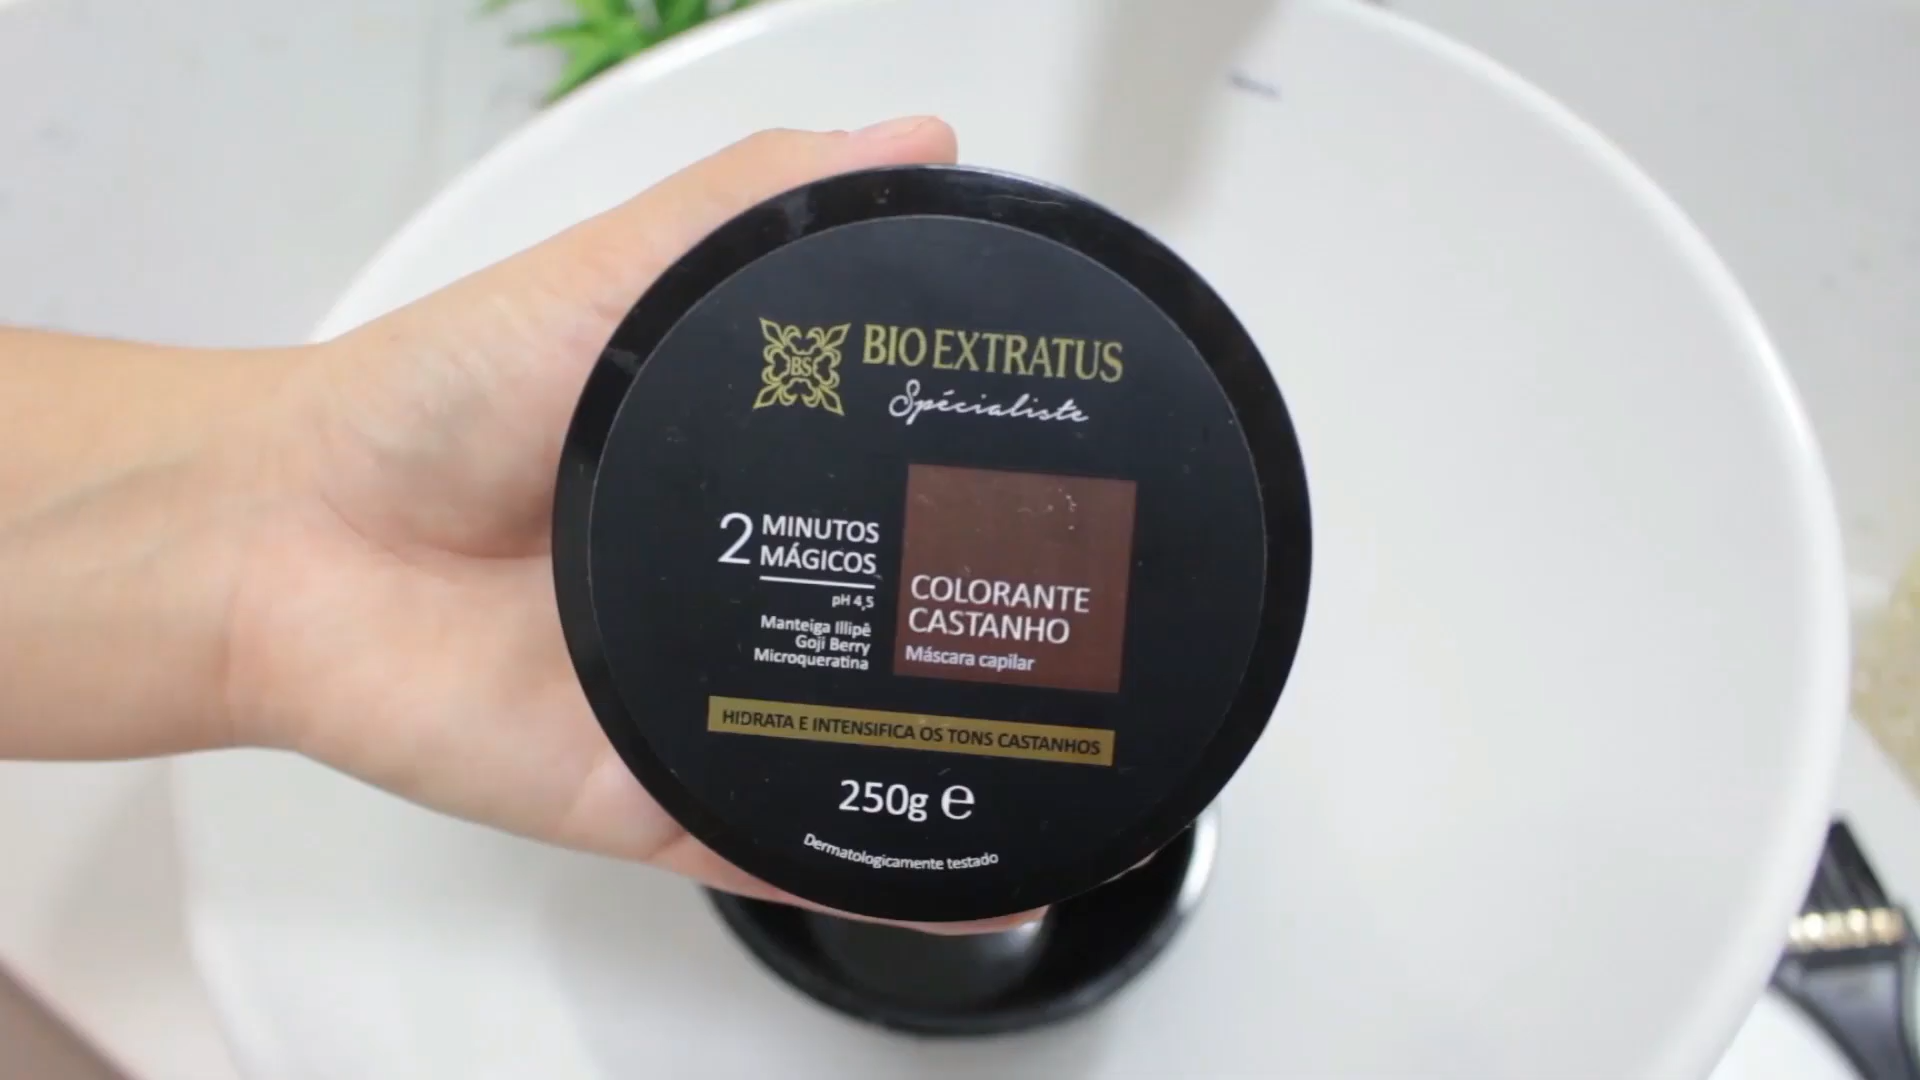 BS
BIO EXTRATUS
Spécialiste
2 MINUTOS
MÁGICOS
pH 4,5
Manteiga Illipê
Goji Berry
Microqueratina
COLORANTE
CASTANHO
Máscara capilar
HIDRATA E INTENSIFICA OS TONS CASTANHOS
250g e
Dermatologicamente testado